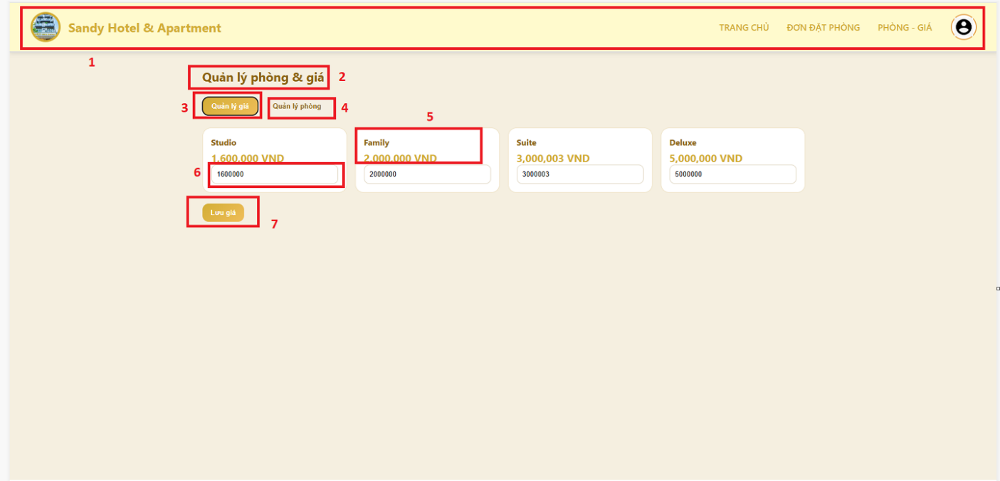 Sandy Hotel & Apartment TRANG CHỦ ĐƠN ĐẶT PHÒNG PHÒNG - GIÁ
1
Quản lý phòng & giá 2
3 Quản lý giá Quản lý phòng 4
5
Studio Family Suite Deluxe
1,600,000 VND 2,000,000 VND 3,000,003 VND 5,000,000 VND
6 1600000 2000000 3000003 5000000
Lưu giá 7